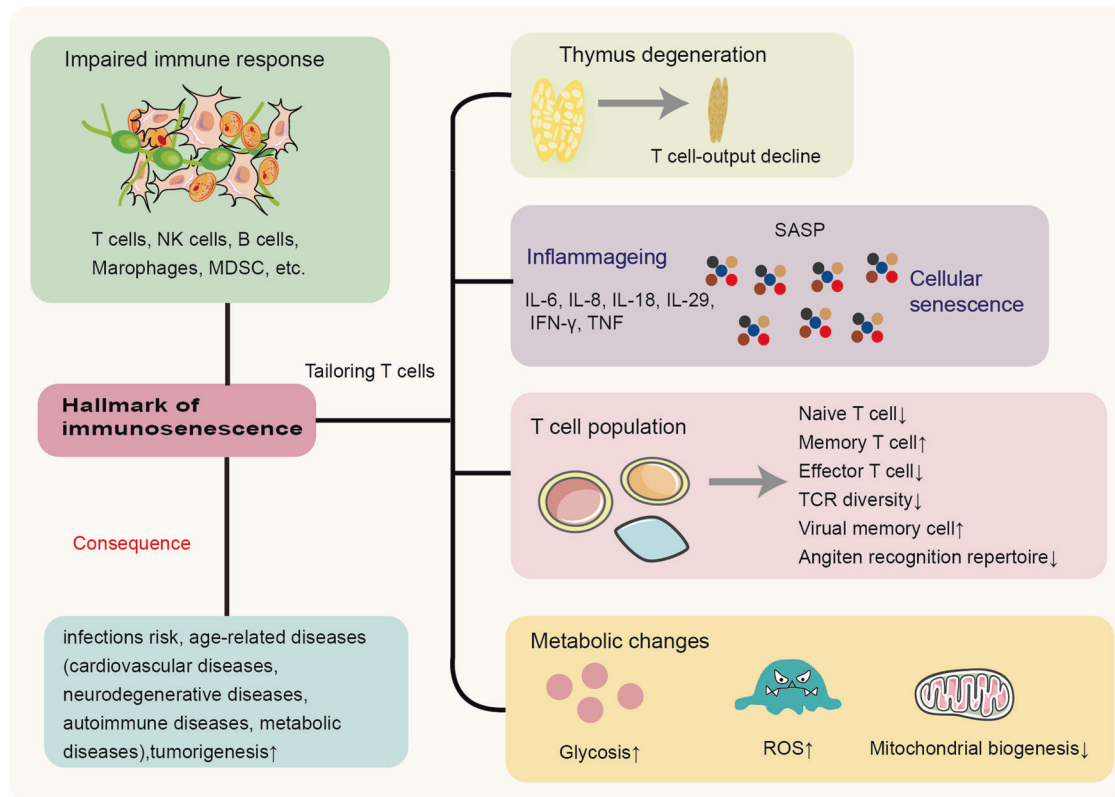 Impaired immune response
T cells, NK cells, B cells,
Marophages, MDSC, etc.
Hallmark of
immunosenescence
Tailoring T cells
Consequence
infections risk, age-related diseases
(cardiovascular diseases,
neurodegenerative diseases,
autoimmune diseases, metabolic
diseases),tumorigenesis↑
Thymus degeneration
T cell-output decline
SASP
Inflammageing
IL-6, IL-8, IL-18, IL-29,
IFN-γ, TNF
Cellular
senescence
T cell population
Naive T cell↓
Memory T cell↑
Effector T cell↓
TCR diversity↓
Virual memory cell↑
Angiten recognition repertoire↓
Metabolic changes
Glycosis↑
ROS↑
Mitochondrial biogenesis↓